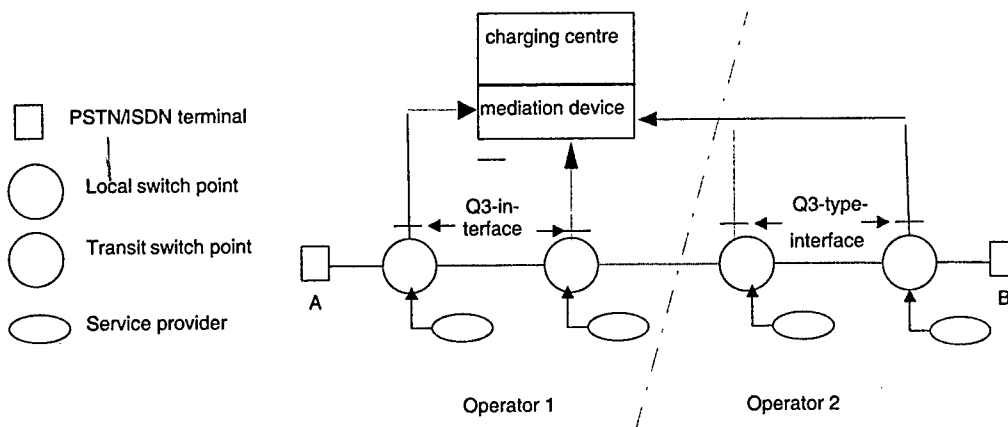 charging centre
mediation device
PSTN/ISDN terminal
Local switch point
Transit switch point
Service provider
Q3-in-
terface
Q3-type-
interface
A
B
Operator 1
Operator 2